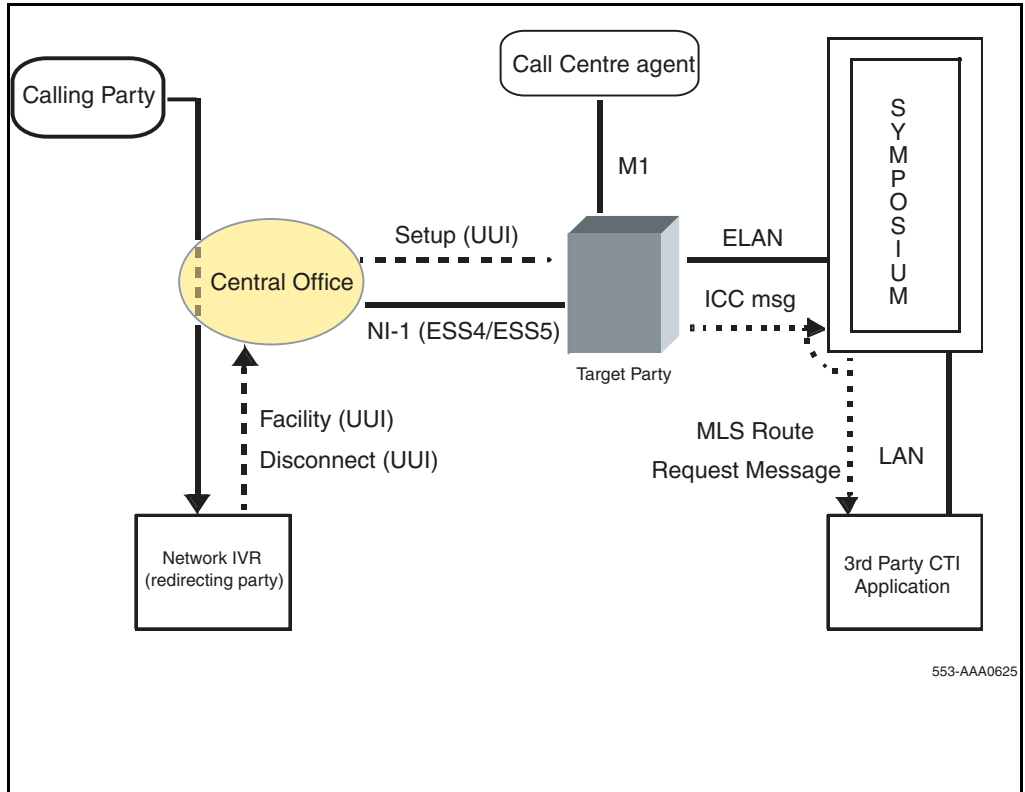 Calling Party
Call Centre agent
SYMPOSIUM
M1
Setup (UUI)
ELAN
Central Office
ICC msg
NI-1 (ESS4/ESS5)
Target Party
Facility (UUI)
Disconnect (UUI)
MLS Route
Request Message
LAN
Network IVR
(redirecting party)
3rd Party CTI
Application
553-AAA0625